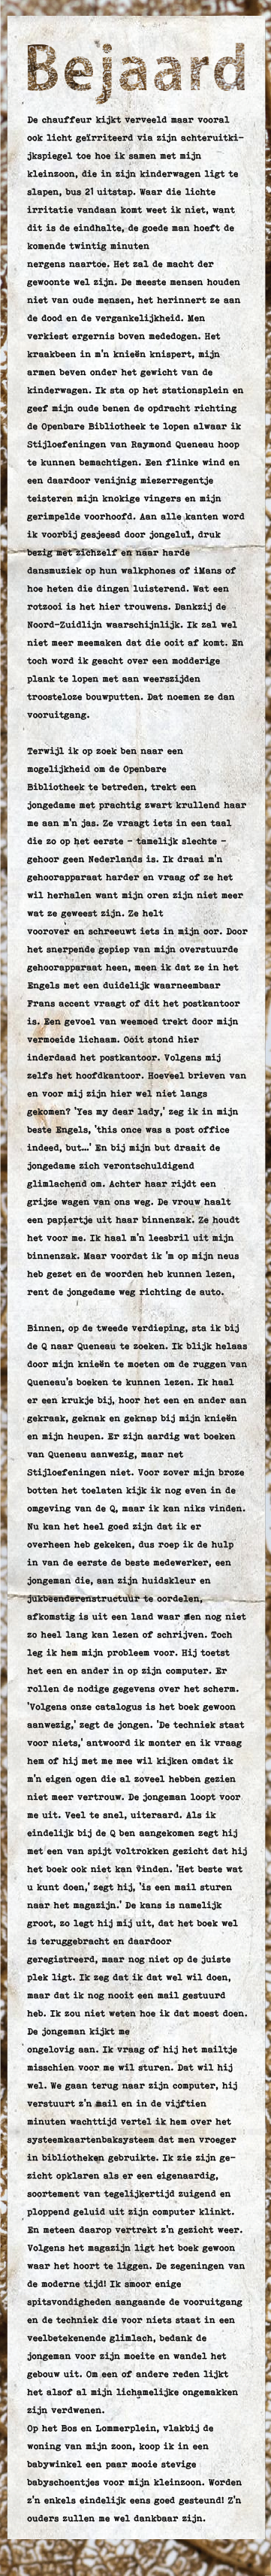 Bejaard
De chauffeur kijkt verveeld maar vooral
ook licht geïrriteerd via zijn achteruitki-
jkspiegel toe hoe ik samen met mijn
kleinzoon, die in zijn kinderwagen ligt te
slapen, bus 21 uitstap. Waar die lichte
irritatie vandaan komt weet ik niet, want
dit is de eindhalte, de goede man hoeft de
komende twintig minuten
nergens naartoe. Het zal de macht der
gewoonte wel zijn. De meeste mensen houden
niet van oude mensen, het herinnert ze aan
de dood en de vergankelijkheid. Men
verkiest ergernis boven mededogen. Het
kraakbeen in m'n knieën knispert, mijn
armen beven onder het gewicht van de
kinderwagen. Ik sta op het stationsplein en
geef mijn oude benen de opdracht richting
de Openbare Bibliotheek te lopen alwaar ik
Stijloefeningen van Raymond Queneau hoop
te kunnen bemachtigen. Een flinke wind en
een daardoor venijnig miezerregentje
teisteren mijn knokige vingers en mijn
gerimpelde voorhoofd. Aan alle kanten word
ik voorbij gesjeesd door jongelui, druk
bezig met zichzelf en naar harde
dansmuziek op hun walkphones of iMans of
hoe heten die dingen luisterend. Wat een
rotzooi is het hier trouwens. Dankzij de
Noord-Zuidlijn waarschijnlijk. Ik zal wel
niet meer meemaken dat die ooit af komt. En
toch word ik geacht over een modderige
plank te lopen met aan weerszijden
troosteloze bouwputten. Dat noemen ze dan
vooruitgang.

Terwijl ik op zoek ben naar een
mogelijkheid om de Openbare
Bibliotheek te betreden, trekt een
jongedame met prachtig zwart krullend haar
me aan m'n jas. Ze vraagt iets in een taal
die zo op het eerste - tamelijk slechte -
gehoor geen Nederlands is. Ik draai m'n
gehoorapparaat harder en vraag of ze het
wil herhalen want mijn oren zijn niet meer
wat ze geweest zijn. Ze helt
voorover en schreeuwt iets in mijn oor. Door
het snerpende gepiep van mijn overstuurde
gehoorapparaat heen, meen ik dat ze in het
Engels met een duidelijk waarneembaar
Frans accent vraagt of dit het postkantoor
is. Een gevoel van weemoed trekt door mijn
vermoeide lichaam. Ooit stond hier
inderdaad het postkantoor. Volgens mij
zelfs het hoofdkantoor. Hoeveel brieven van
en voor mij zijn hier wel niet langs
gekomen? 'Yes my dear lady,' zeg ik in mijn
beste Engels, 'this once was a post office
indeed, but...' En bij mijn but draait de
jongedame zich verontschuldigend
glimlachend om. Achter haar rijdt een
grijze wagen van ons weg. De vrouw haalt
een papiertje uit haar binnenzak. Ze houdt
het voor me. Ik haal m'n leesbril uit mijn
binnenzak. Maar voordat ik 'm op mijn neus
heb gezet en de woorden heb kunnen lezen,
rent de jongedame weg richting de auto.

Binnen, op de tweede verdieping, sta ik bij
de Q naar Queneau te zoeken. Ik blijk helaas
door mijn knieën te moeten om de ruggen van
Queneau's boeken te kunnen lezen. Ik haal
er een krukje bij, hoor het een en ander aan
gekraak, geknak en geknap bij mijn knieën
en mijn heupen. Er zijn aardig wat boeken
van Queneau aanwezig, maar net
Stijloefeningen niet. Voor zover mijn broze
botten het toelaten kijk ik nog even in de
omgeving van de Q, maar ik kan niks vinden.
Nu kan het heel goed zijn dat ik er
overheen heb gekeken, dus roep ik de hulp
in van de eerste de beste medewerker, een
jongeman die, aan zijn huidskleur en
jukbeenderenstructuur te oordelen,
afkomstig is uit een land waar men nog niet
zo heel lang kan lezen of schrijven. Toch
leg ik hem mijn probleem voor. Hij toetst
het een en ander in op zijn computer. Er
rollen de nodige gegevens over het scherm.
'Volgens onze catalogus is het boek gewoon
aanwezig,' zegt de jongen. 'De techniek staat
voor niets,' antwoord ik monter en ik vraag
hem of hij met me mee wil kijken omdat ik
m'n eigen ogen die al zoveel hebben gezien
niet meer vertrouw. De jongeman loopt voor
me uit. Veel te snel, uiteraard. Als ik
eindelijk bij de Q ben aangekomen zegt hij
met een van spijt voltrokken gezicht dat hij
het boek ook niet kan vinden. 'Het beste wat
u kunt doen,' zegt hij, 'is een mail sturen
naar het magazijn.' De kans is namelijk
groot, zo legt hij mij uit, dat het boek wel
is teruggebracht en daardoor
geregistreerd, maar nog niet op de juiste
plek ligt. Ik zeg dat ik dat wel wil doen,
maar dat ik nog nooit een mail gestuurd
heb. Ik zou niet weten hoe ik dat moest doen.
De jongeman kijkt me
ongelovig aan. Ik vraag of hij het mailtje
misschien voor me wil sturen. Dat wil hij
wel. We gaan terug naar zijn computer, hij
verstuurt z'n mail en in de vijftien
minuten wachttijd vertel ik hem over het
systeemkaartenbaksysteem dat men vroeger
in bibliotheken gebruikte. Ik zie zijn ge-
zicht opklaren als er een eigenaardig,
soortement van tegelijkertijd zuigend en
ploppend geluid uit zijn computer klinkt.
En meteen daarop vertrekt z'n gezicht weer.
Volgens het magazijn ligt het boek gewoon
waar het hoort te liggen. De zegeningen van
de moderne tijd! Ik smoor enige
spitsvondigheden aangaande de vooruitgang
en de techniek die voor niets staat in een
veelbetekenende glimlach, bedank de
jongeman voor zijn moeite en wandel het
gebouw uit. Om een of andere reden lijkt
het alsof al mijn lichamelijke ongemakken
zijn verdwenen.
Op het Bos en Lommerplein, vlakbij de
woning van mijn zoon, koop ik in een
babywinkel een paar mooie stevige
babyschoentjes voor mijn kleinzoon. Worden
z'n enkels eindelijk eens goed gesteund! Z'n
ouders zullen me wel dankbaar zijn.